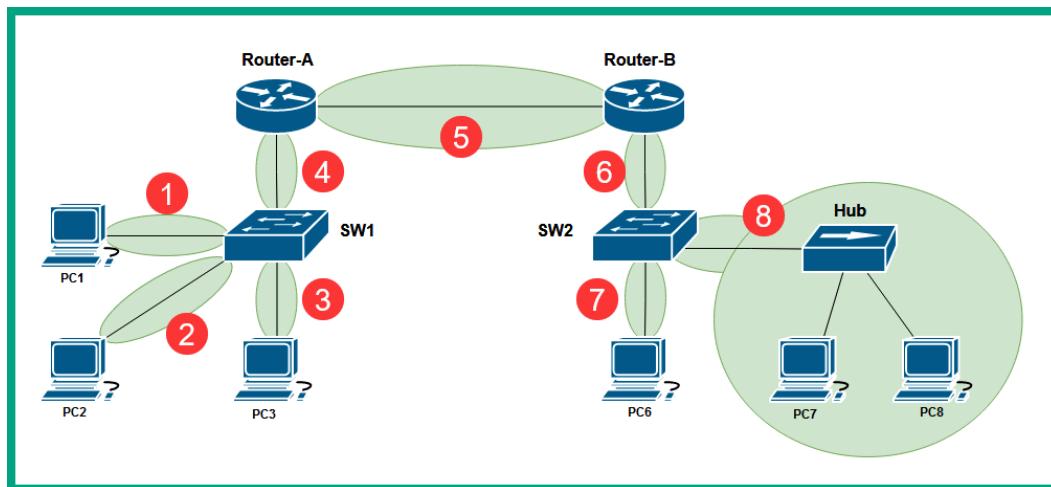 Router-A
Router-B
5
4
6
1
8
Hub
SW1
SW2
PC1
7
3
2
PC2
PC3
PC6
PC7
PC8